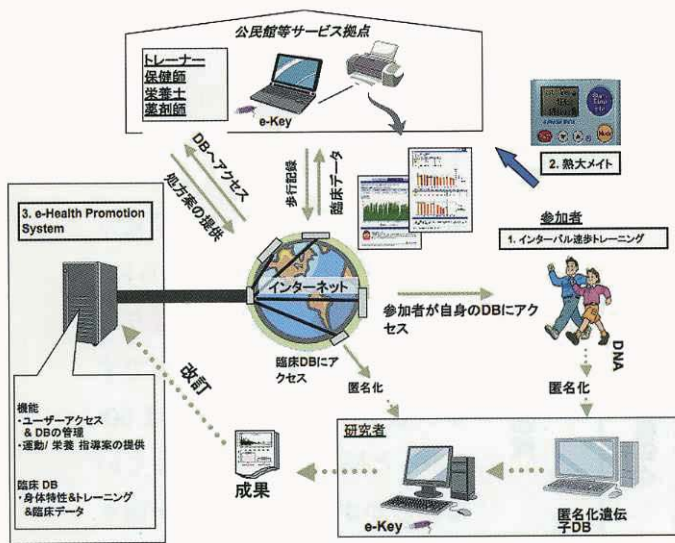 公民館等サービス拠点
トレーナー
保健師
栄養士
薬剤師
e-Key
2. 熱大メイト
DBへアクセス
処方案の提供
歩行記録
臨床データ
3. e-Health Promotion
System
参加者
1. インターバル速歩トレーニング
インターネット
参加者が自身のDBにアク
セス
臨床DBにア
クセス
匿名化
DNA
匿名化
改訂
機能
・ユーザーアクセス
& DBの管理
・運動/ 栄養 指導案の提供
臨床 DB
・身体特性&トレーニング
&臨床データ
成果
研究者
e-Key
匿名化遺伝
子DB